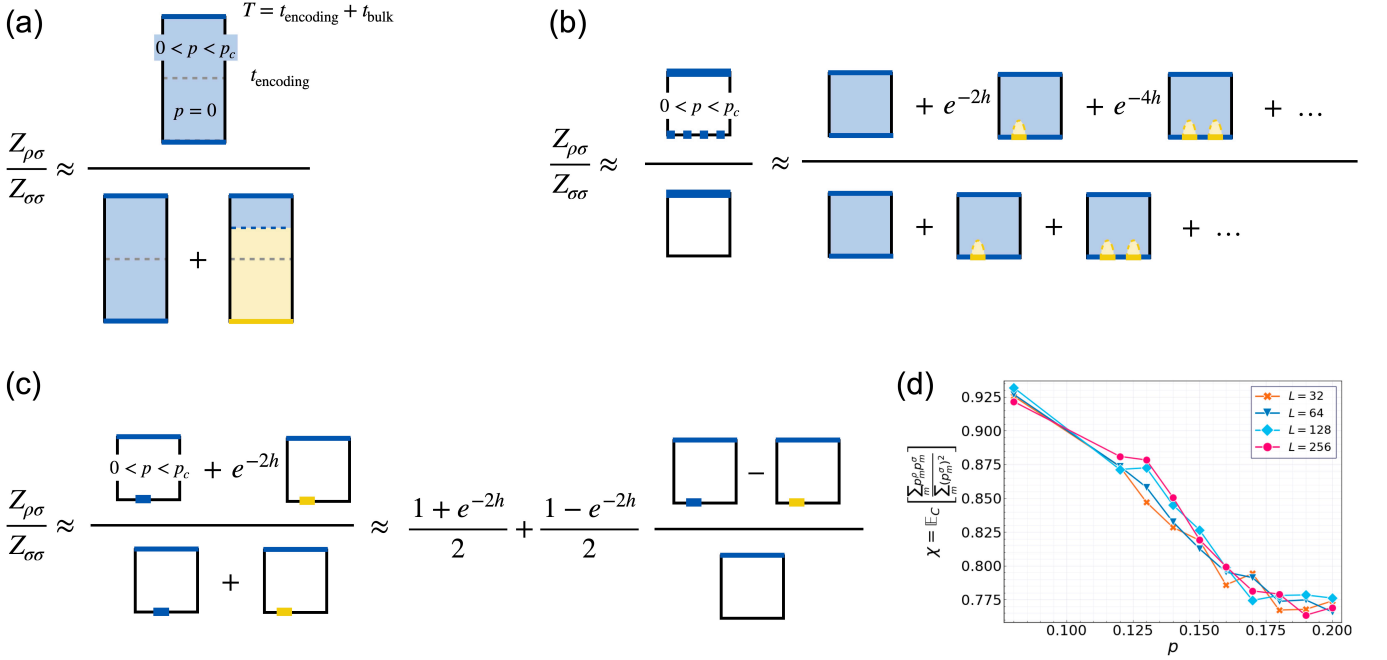 (a)
T = t_encoding + t_bulk
0 < p < p_c
t_encoding
p = 0
Z_ρσ / Z_σσ ≈
+
(b)
Z_ρσ / Z_σσ ≈
0 < p < p_c
≈
+ e^{-2h} + e^{-4h} + ...
+ + + ...
(c)
Z_ρσ / Z_σσ ≈
0 < p < p_c + e^{-2h}
+
≈ (1 + e^{-2h}) / 2 + (1 − e^{-2h}) / 2
−
(d)
χ = 𝔼_C [ ∑_m p_m^ρ p_m^σ / ∑_m (p_m^σ)^2 ]
0.925
0.900
0.875
0.850
0.825
0.800
0.775
L = 32
L = 64
L = 128
L = 256
0.100 0.125 0.150 0.175 0.200
p